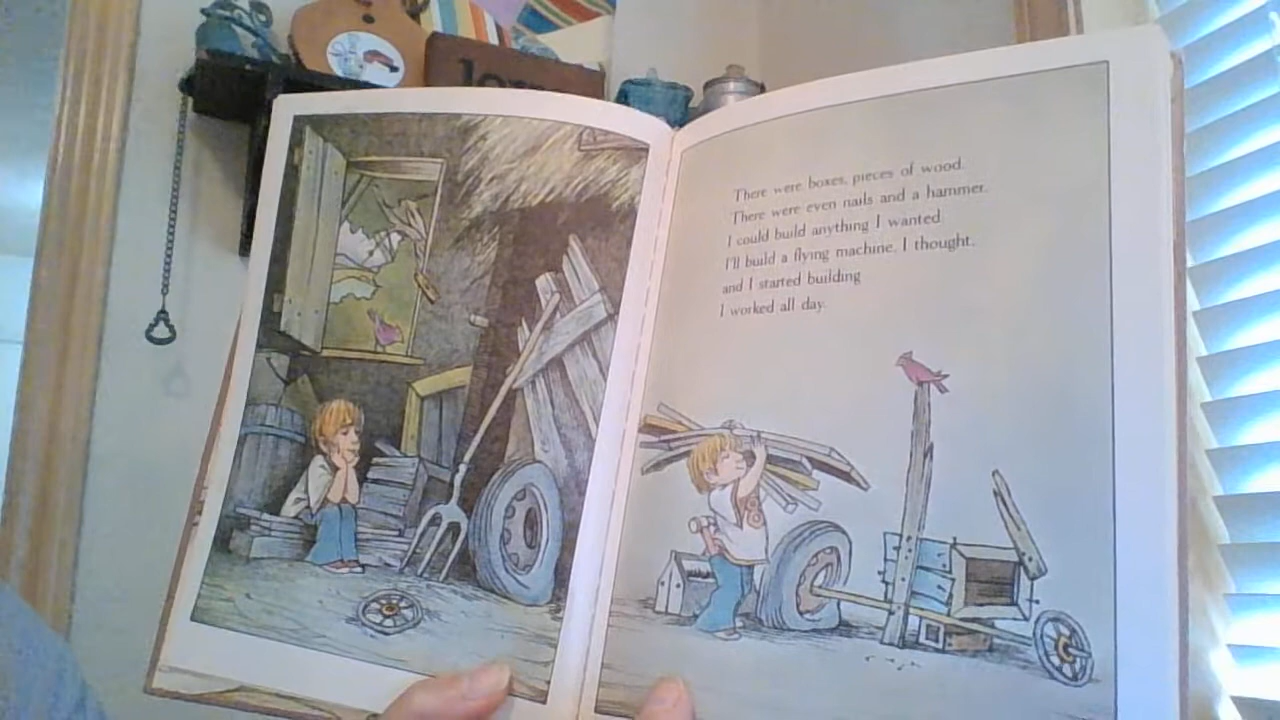 There were boxes, pieces of wood.
There were even nails and a hammer.
I could build anything I wanted
I'll build a flying machine, I thought,
and I started building
I worked all day.